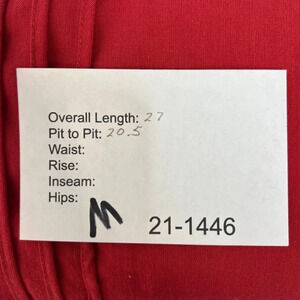 Overall Length: 27
Pit to Pit: 20.5
Waist:
Rise:
Inseam:
Hips:
M 21-1446